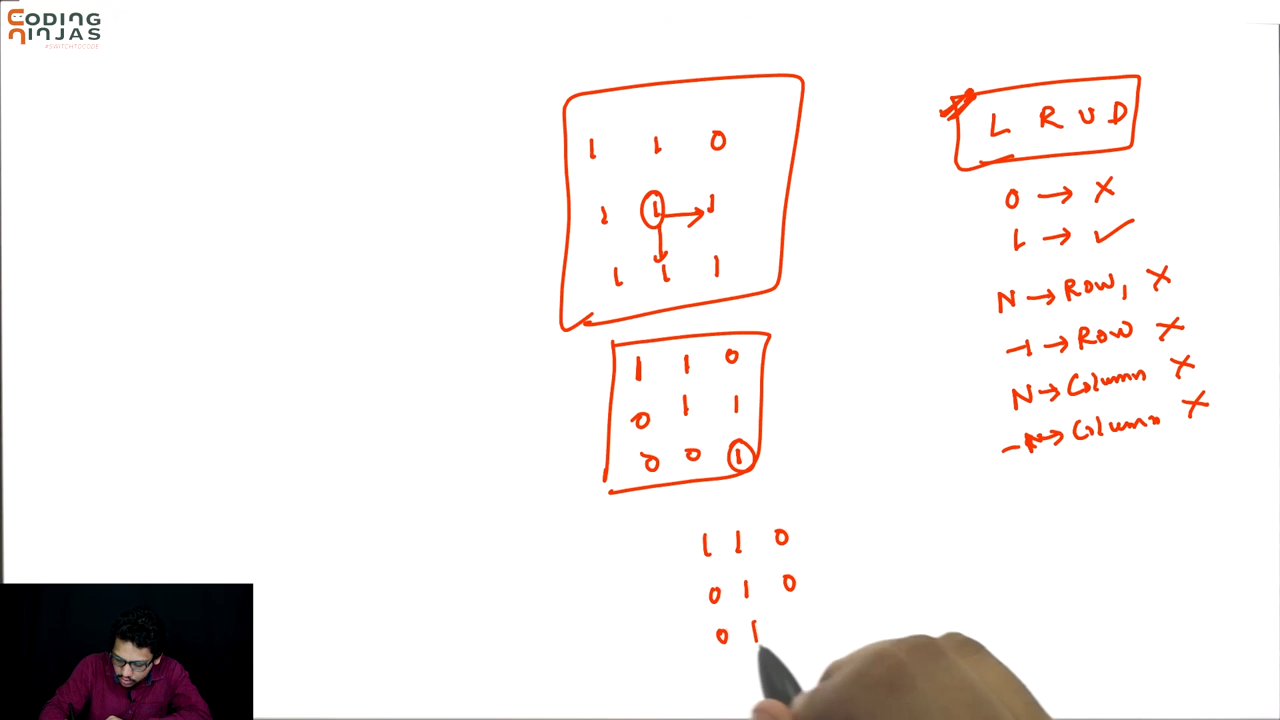 CODING
NINJAS
#SWITCHTOCODE
1 1 0
1 1 1
1 1 1
1 1 0
0 1 1
0 0 1
1 1 0
0 1 0
0 1
L R U D
0 → X
1 → ✓
N → Row, X
-1 → Row X
N → Column X
→ Column X